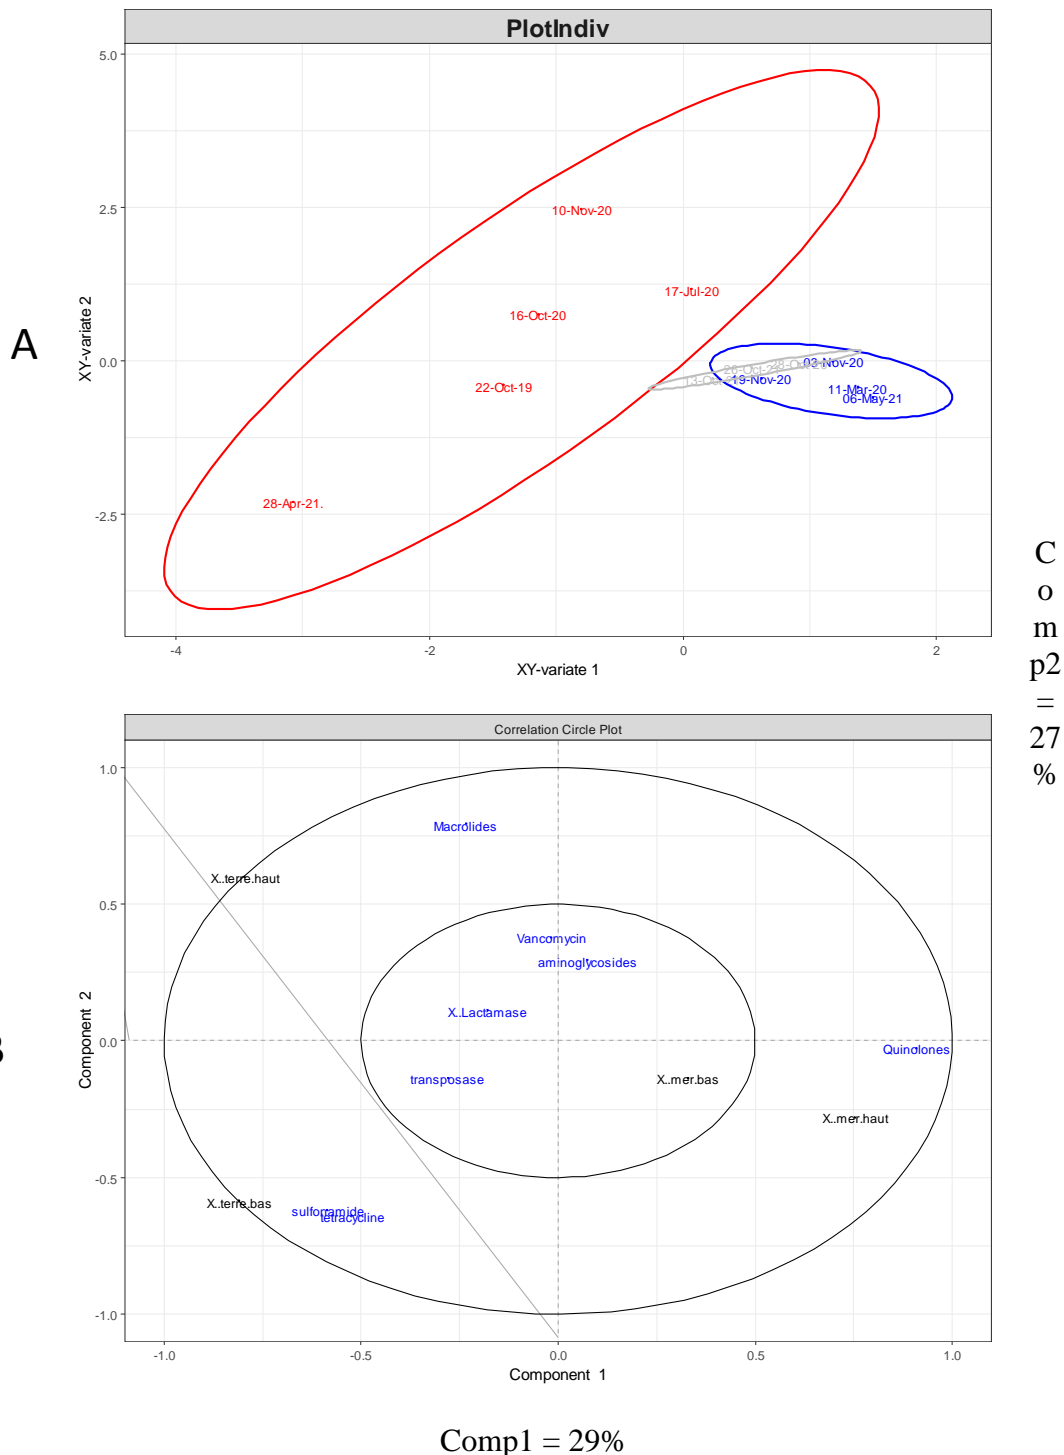 PlotIndiv
5.0
2.5
0.0
-2.5
XY-variate 2
A
10-Nov-20
17-Jul-20
16-Oct-20
22-Oct-19
28-Apr-21.
03-Nov-20
19-Nov-20
11-Mar-20
06-May-21
-4
-2
0
2
XY-variate 1
C
o
m
p2
=
27
%
Correlation Circle Plot
1.0
0.5
0.0
-0.5
-1.0
Component 2
Macrolides
X..terre.haut
Vancomycin
aminoglycosides
X..Lactamase
Quinolones
transposase
X..mer.bas
X..mer.haut
X..terre.bas
sulfonamide
tetracycline
-1.0
-0.5
0.0
0.5
1.0
Component 1
Comp1 = 29%